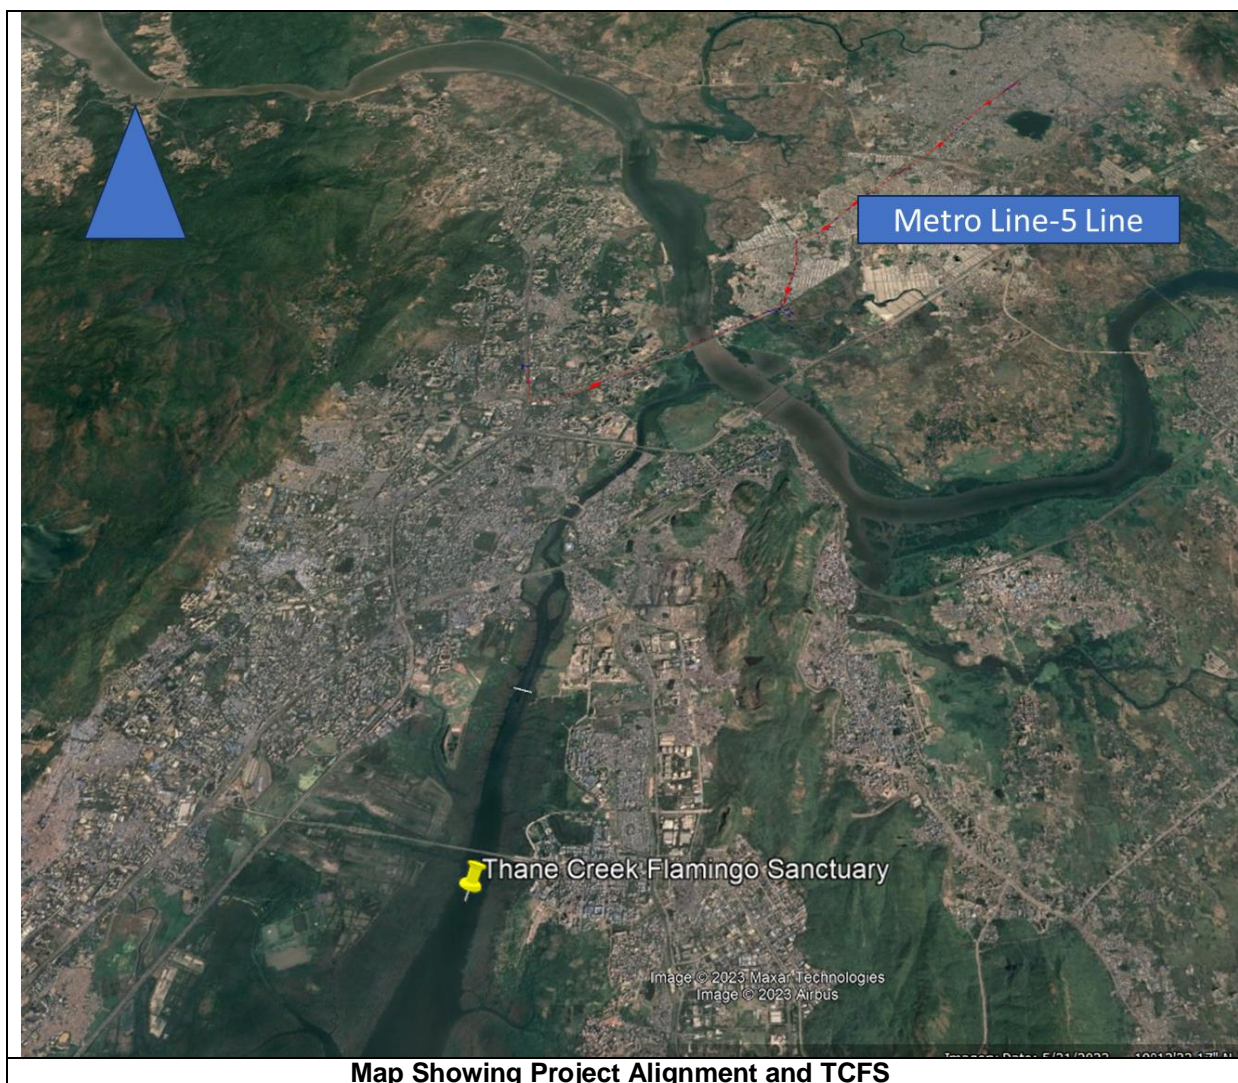 Metro Line-5 Line
Thane Creek Flamingo Sanctuary
Image © 2023 Maxar Technologies
Image © 2023 Airbus
Map Showing Project Alignment and TCFS